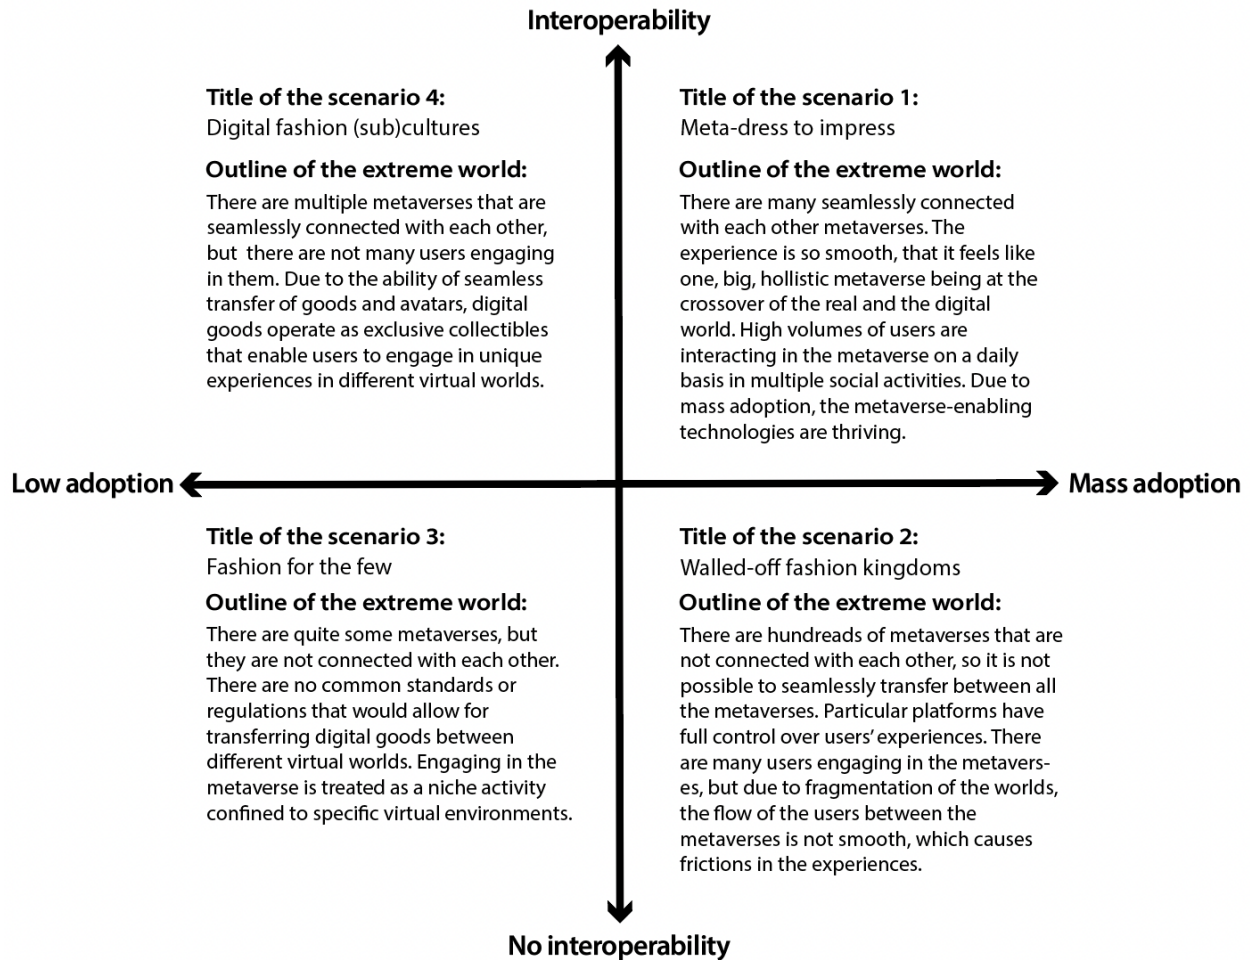 Interoperability
Title of the scenario 4:
Digital fashion (sub)cultures
Outline of the extreme world:
There are multiple metaverses that are
seamlessly connected with each other,
but  there are not many users engaging
in them. Due to the ability of seamless
transfer of goods and avatars, digital
goods operate as exclusive collectibles
that enable users to engage in unique
experiences in different virtual worlds.
Title of the scenario 1:
Meta-dress to impress
Outline of the extreme world:
There are many seamlessly connected
with each other metaverses. The
experience is so smooth, that it feels like
one, big, hollistic metaverse being at the
crossover of the real and the digital
world. High volumes of users are
interacting in the metaverse on a daily
basis in multiple social activities. Due to
mass adoption, the metaverse-enabling
technologies are thriving.
Low adoption
Mass adoption
Title of the scenario 3:
Fashion for the few
Outline of the extreme world:
There are quite some metaverses, but
they are not connected with each other.
There are no common standards or
regulations that would allow for
transferring digital goods between
different virtual worlds. Engaging in the
metaverse is treated as a niche activity
confined to specific virtual environments.
Title of the scenario 2:
Walled-off fashion kingdoms
Outline of the extreme world:
There are hundreads of metaverses that are
not connected with each other, so it is not
possible to seamlessly transfer between all
the metaverses. Particular platforms have
full control over users’ experiences. There
are many users engaging in the metavers-
es, but due to fragmentation of the worlds,
the flow of the users between the
metaverses is not smooth, which causes
frictions in the experiences.
No interoperability